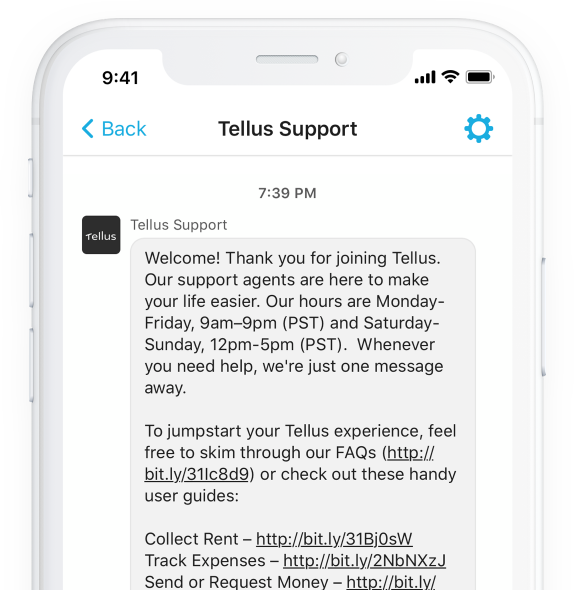 9:41
Back
Tellus Support
7:39 PM
Tellus Support
Tellus
Welcome! Thank you for joining Tellus.
Our support agents are here to make
your life easier. Our hours are Monday-
Friday, 9am–9pm (PST) and Saturday-
Sunday, 12pm-5pm (PST).  Whenever
you need help, we're just one message
away.
To jumpstart your Tellus experience, feel
free to skim through our FAQs (http://
bit.ly/31lc8d9) or check out these handy
user guides:
Collect Rent – http://bit.ly/31Bj0sW
Track Expenses – http://bit.ly/2NbNXzJ
Send or Request Money – http://bit.ly/